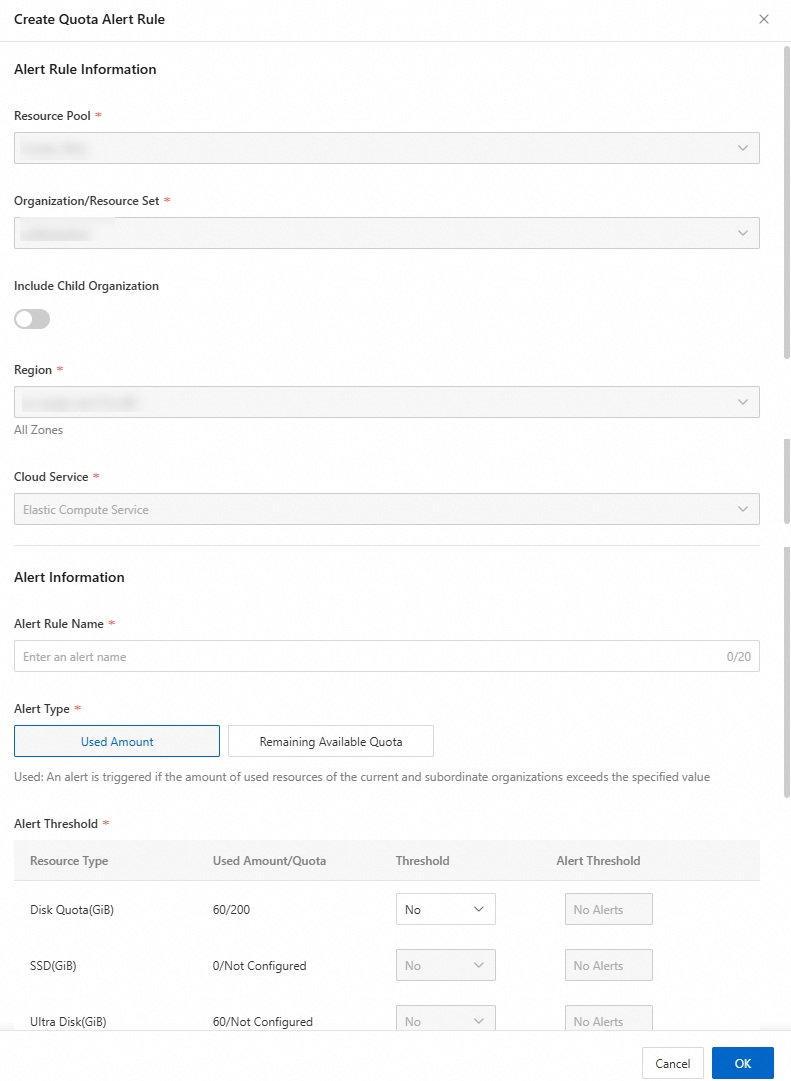 Create Quota Alert Rule
Alert Rule Information
Resource Pool *
Organization/Resource Set *
Include Child Organization
Region *
All Zones
Cloud Service *
Elastic Compute Service
Alert Information
Alert Rule Name *
Enter an alert name 0/20
Alert Type *
Used Amount Remaining Available Quota
Used: An alert is triggered if the amount of used resources of the current and subordinate organizations exceeds the specified value
Alert Threshold *
Resource Type Used Amount/Quota Threshold Alert Threshold
Disk Quota(GiB) 60/200 No No Alerts
SSD(GiB) 0/Not Configured No No Alerts
Ultra Disk(GiB) 60/Not Configured No No Alerts
Cancel OK